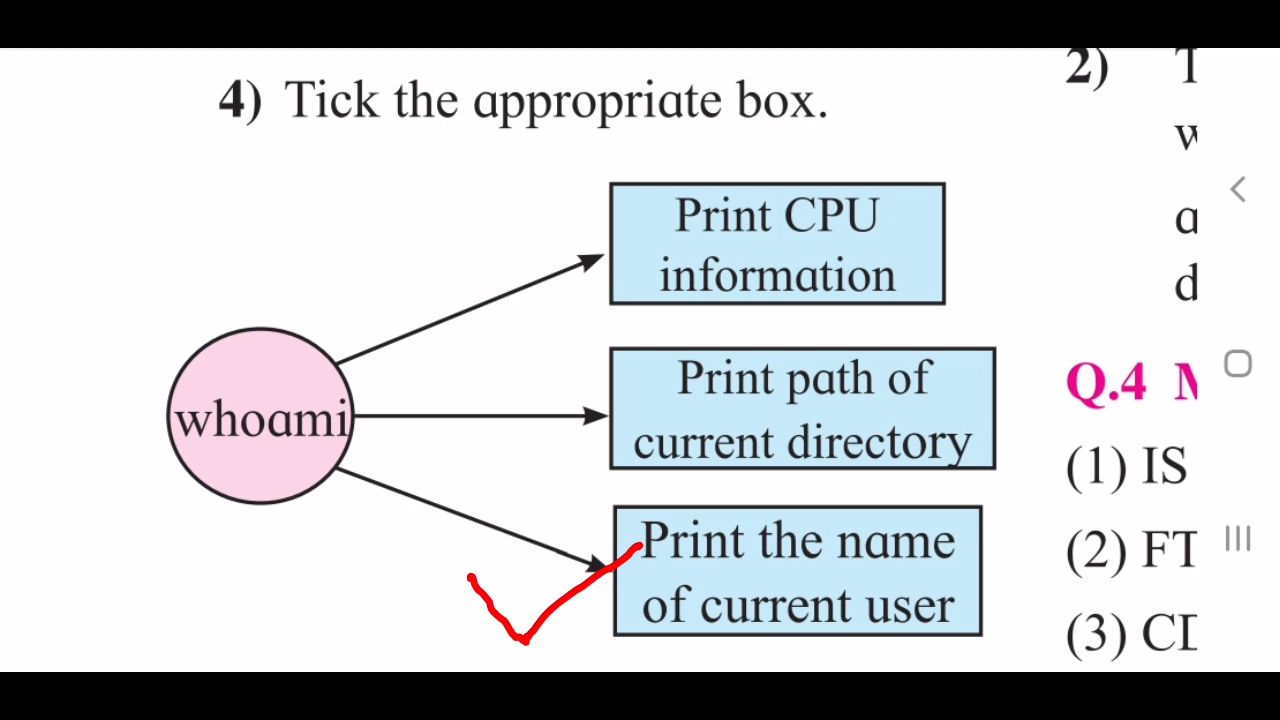 4) Tick the appropriate box.
Print CPU
information
whoami
Print path of
current directory
Print the name
of current user
2)
Q.4
(1) IS
(2) FT
(3)